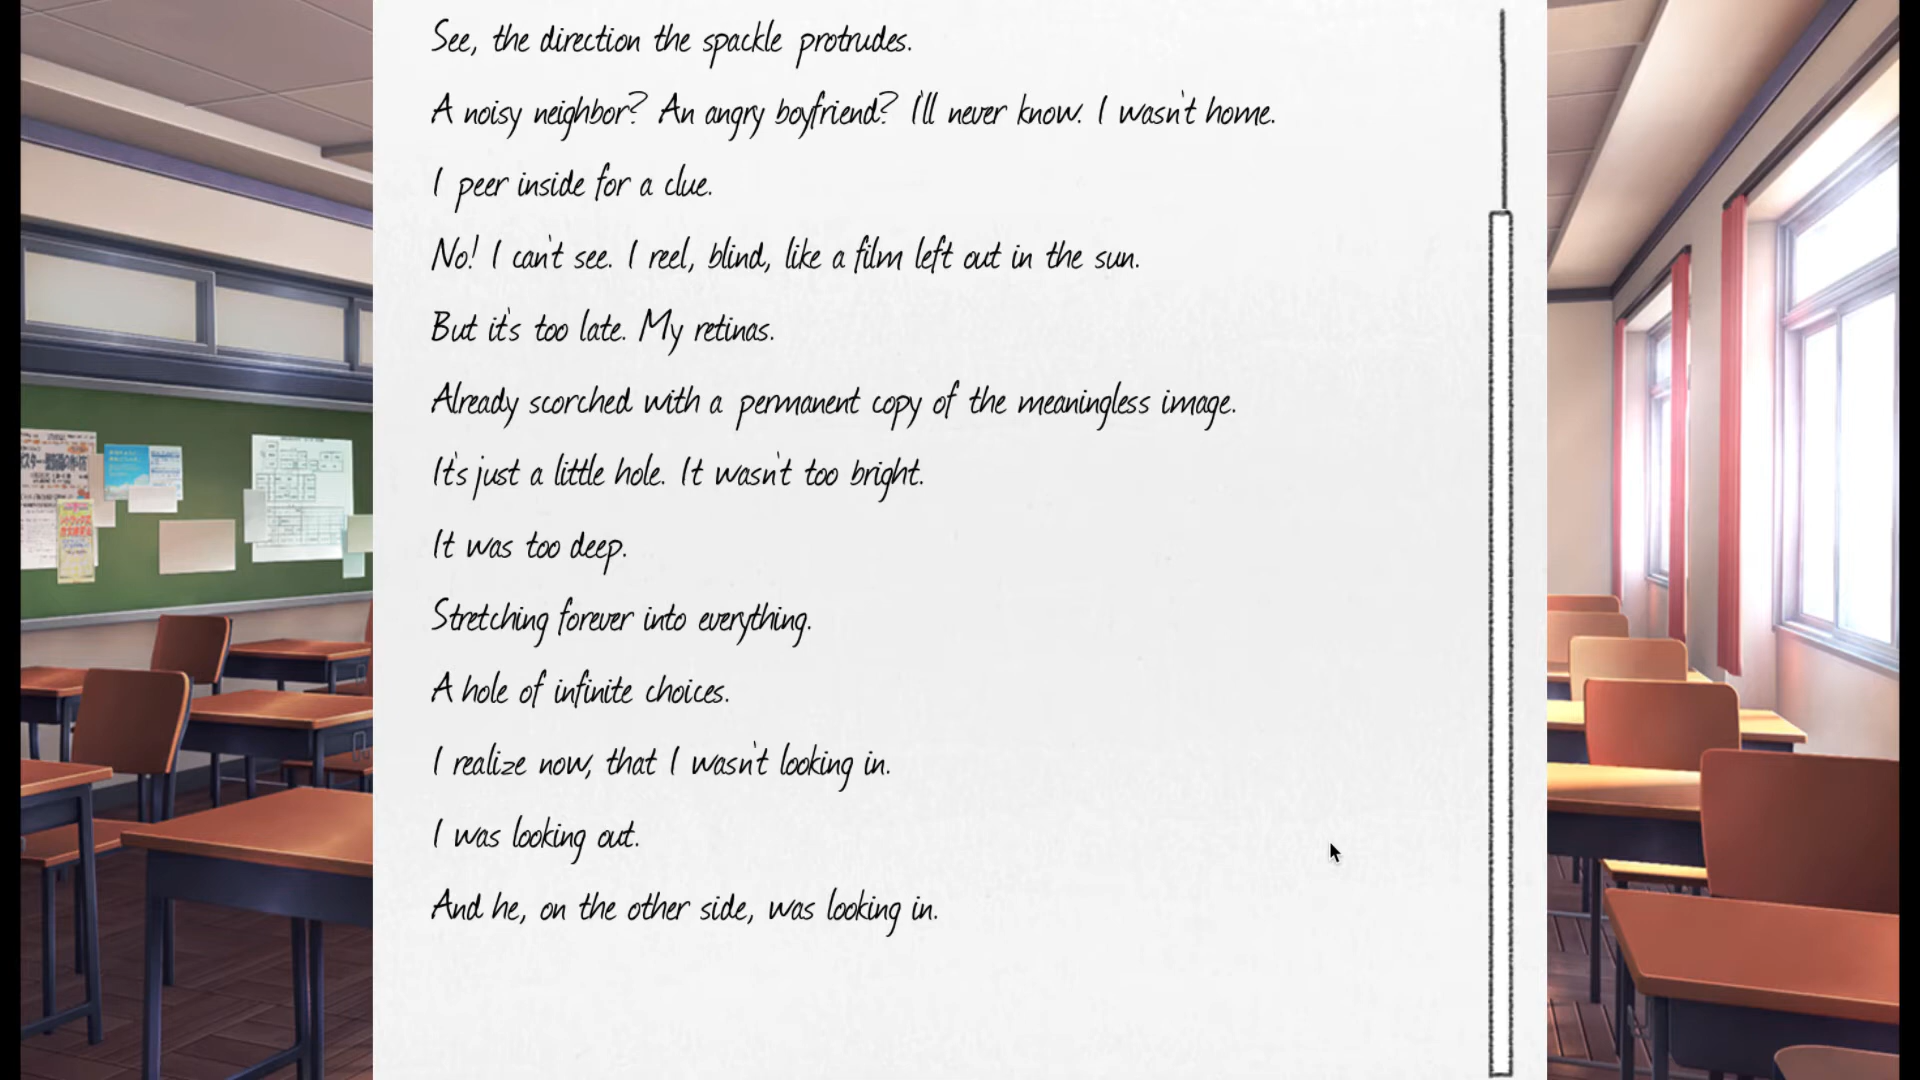 See, the direction the spackle protrudes.
A noisy neighbor? An angry boyfriend? I'll never know. I wasn't home.
I peer inside for a clue.
No! I can't see. I reel, blind, like a film left out in the sun.
But it's too late. My retinas.
Already scorched with a permanent copy of the meaningless image.
It's just a little hole. It wasn't too bright.
It was too deep.
Stretching forever into everything.
A hole of infinite choices.
I realize now, that I wasn't looking in.
I was looking out.
And he, on the other side, was looking in.